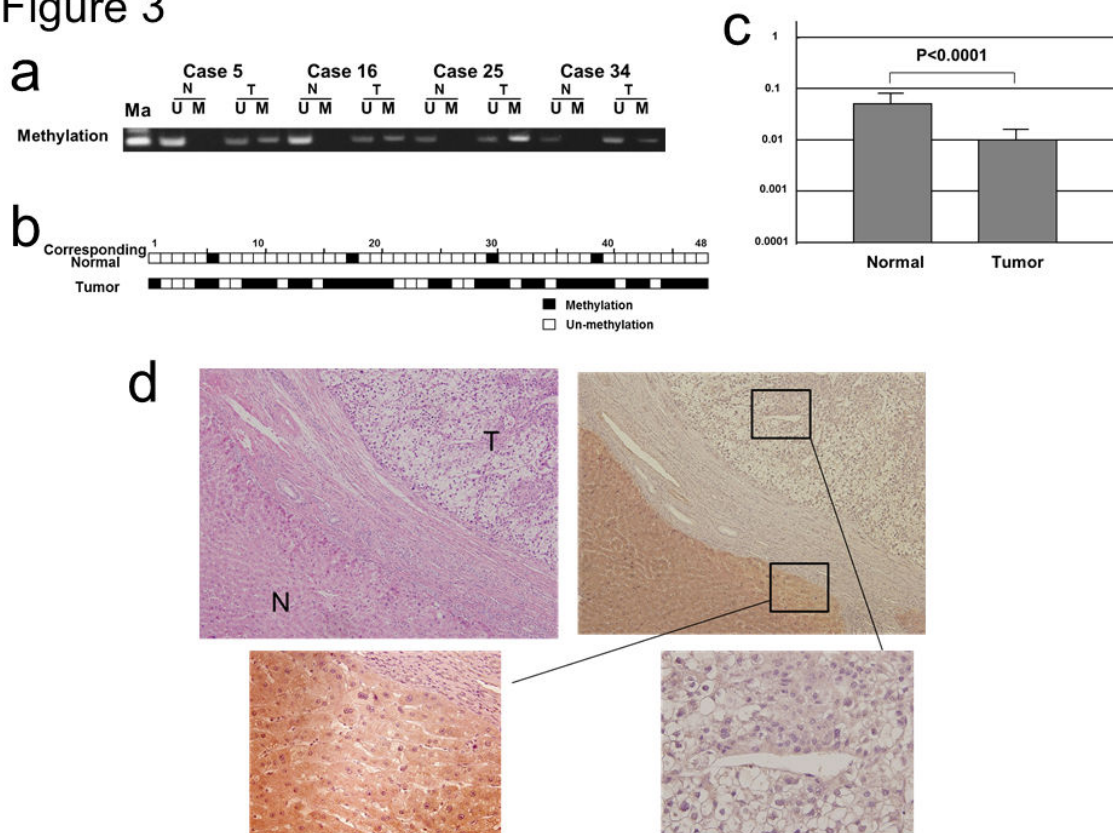 Figure 3
a
Case 5 Case 16 Case 25 Case 34
N T N T N T N T
Ma U M U M U M U M U M U M U M U M
Methylation
b
1 10 20 30 40 48
Corresponding
Normal
Tumor
Methylation
Un-methylation
c
1
P<0.0001
0.1
0.01
0.001
0.0001
Normal Tumor
d
T
N